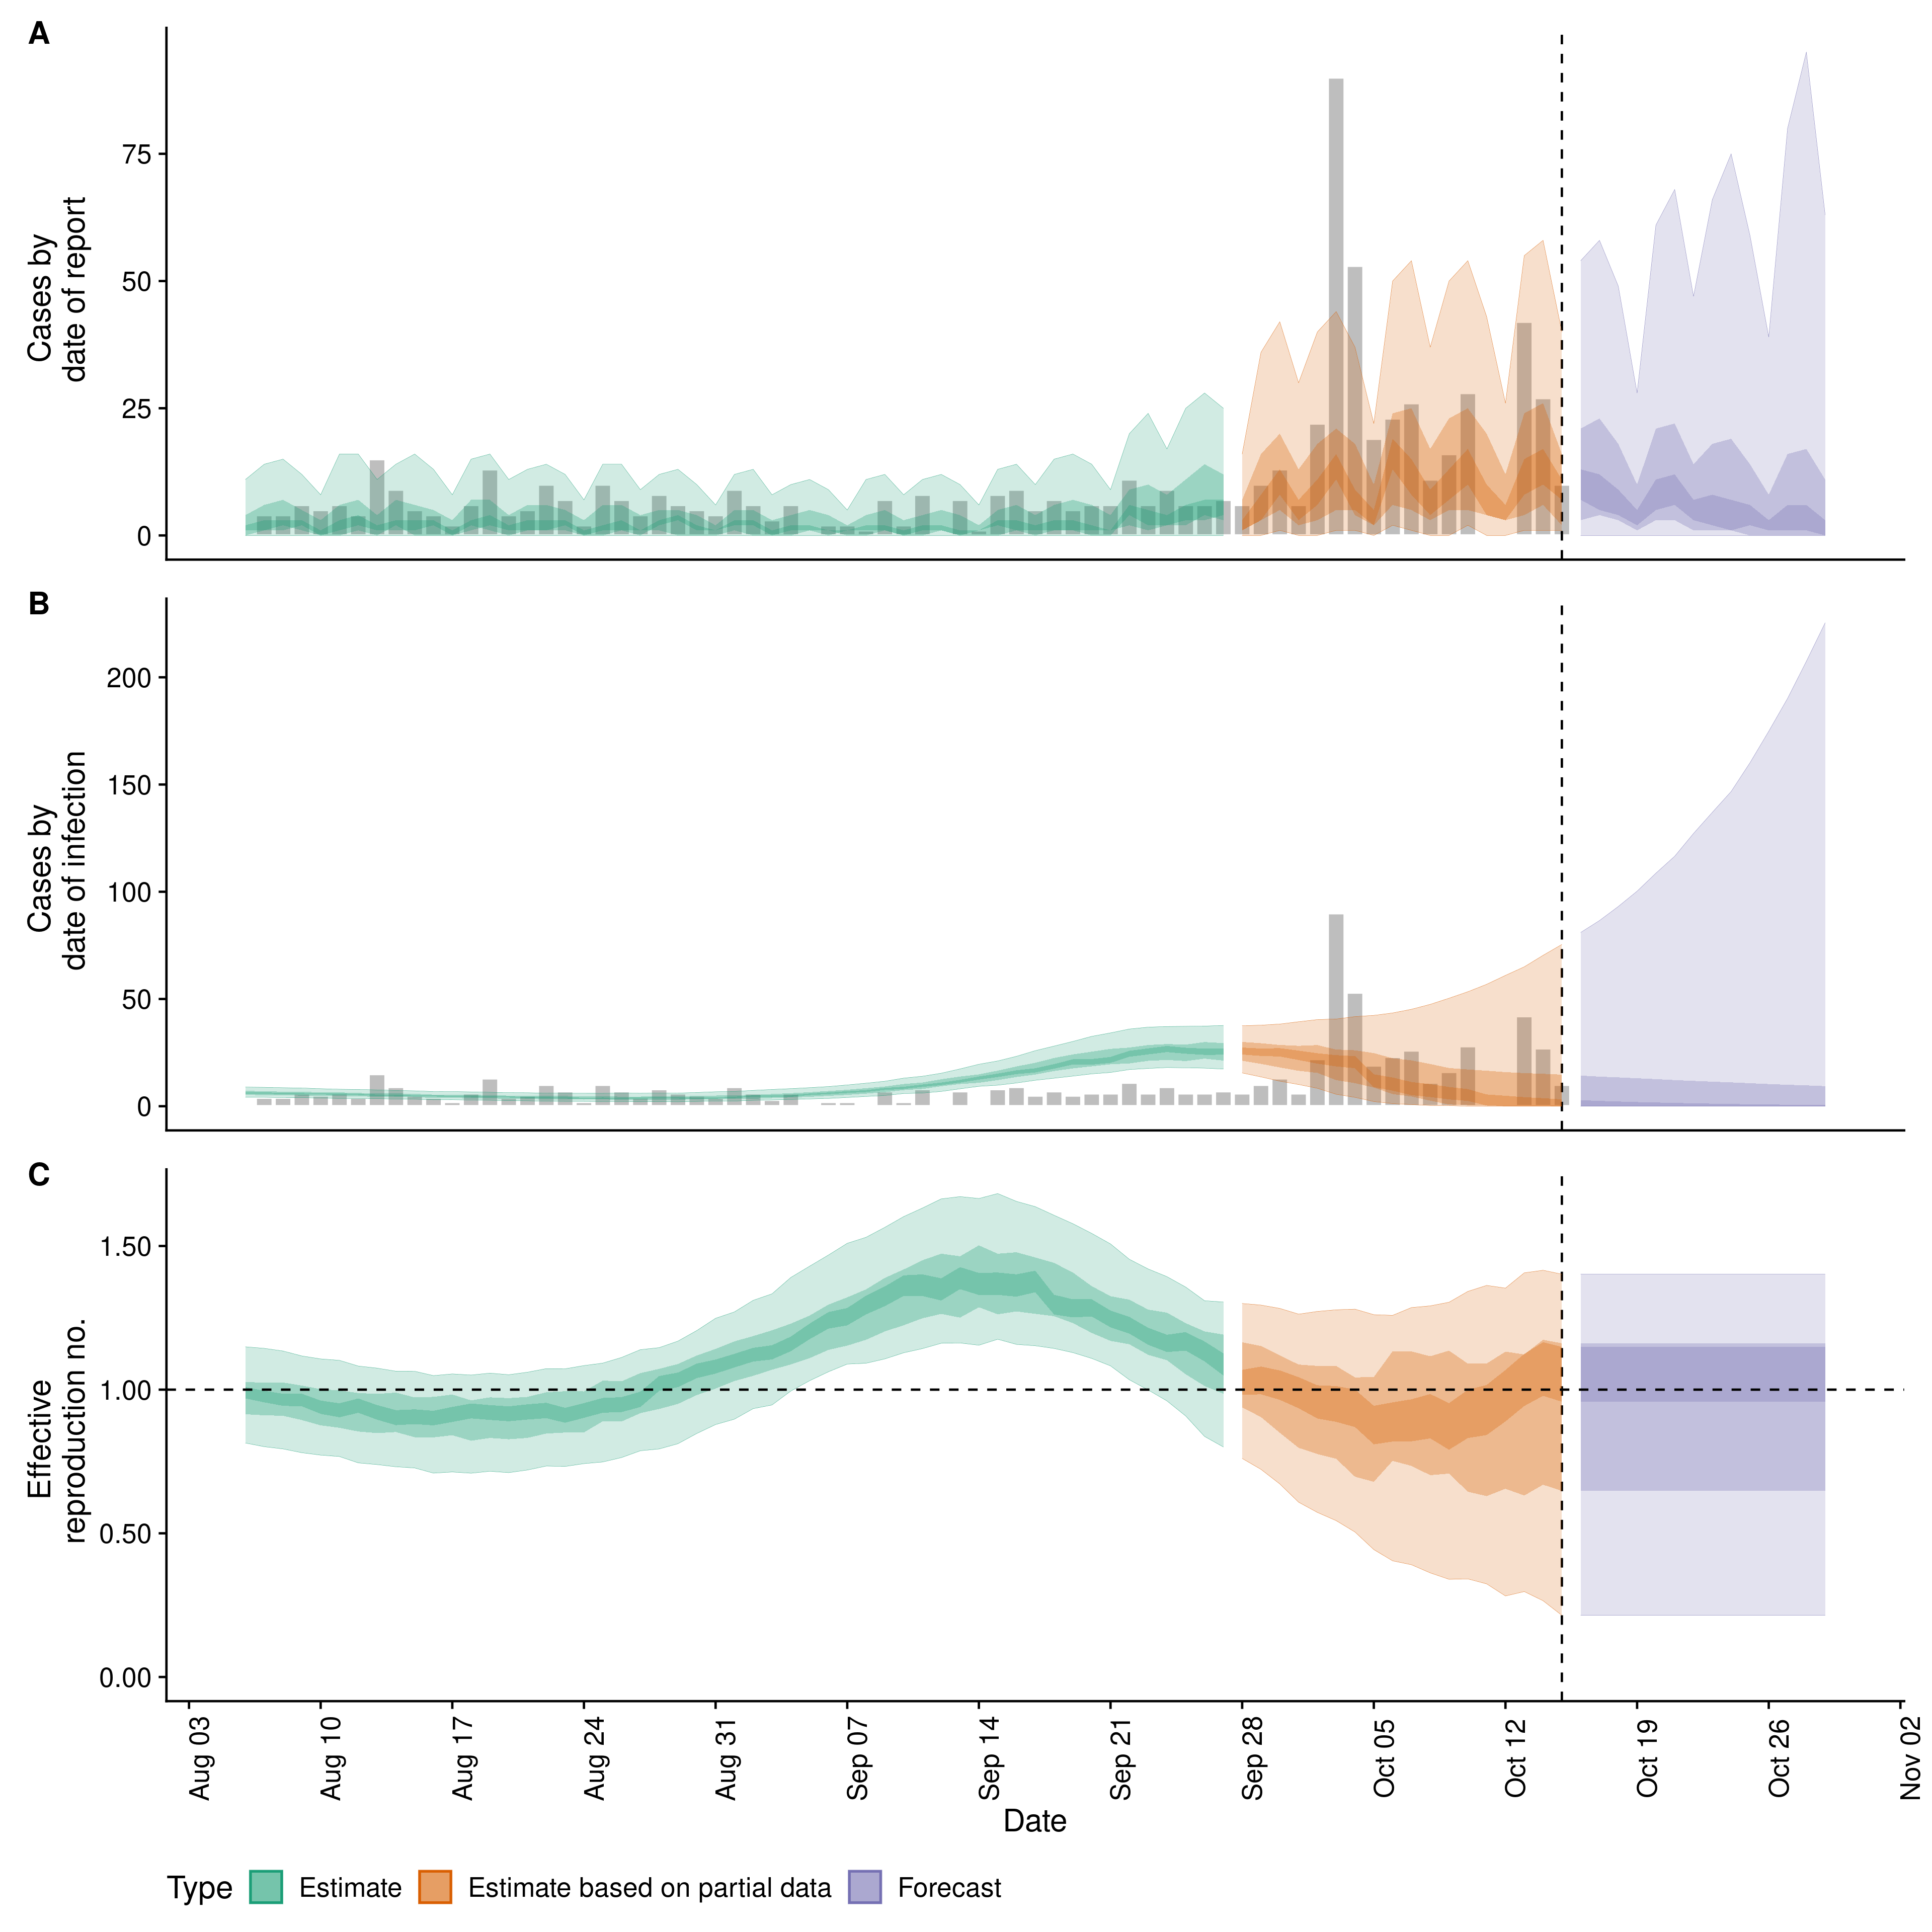 A
Cases by
date of report
75
50
25
0
B
Cases by
date of infection
200
150
100
50
0
C
Effective
reproduction no.
1.50
1.00
0.50
0.00
Aug 03
Aug 10
Aug 17
Aug 24
Aug 31
Sep 07
Sep 14
Sep 21
Sep 28
Oct 05
Oct 12
Oct 19
Oct 26
Nov 02
Date
Type Estimate Estimate based on partial data Forecast